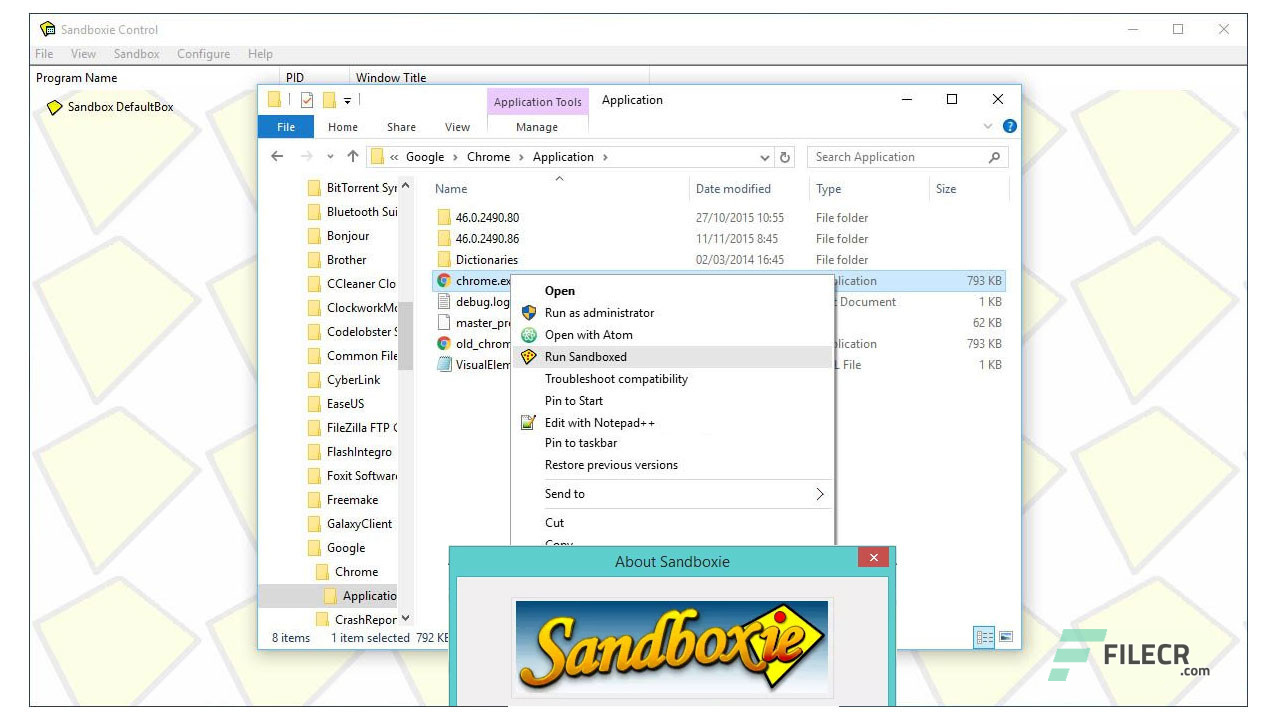 Sandboxie Control
File View Sandbox Configure Help
Program Name PID Window Title
Sandbox DefaultBox
Application Tools Application
File Home Share View Manage
« Google › Chrome › Application ›
Search Application
BitTorrent Syn
Bluetooth Sui
Bonjour
Brother
CCleaner Clo
ClockworkMo
Codelobster S
Common File
CyberLink
EaseUS
FileZilla FTP C
FlashIntegro
Foxit Softwar
Freemake
GalaxyClient
Google
Chrome
Applicatio
CrashRepor
Name Date modified Type Size
46.0.2490.80 27/10/2015 10:55 File folder
46.0.2490.86 11/11/2015 8:45 File folder
Dictionaries 02/03/2014 16:45 File folder
chrome.ex lication 793 KB
debug.log t Document 1 KB
master_pr 62 KB
old_chrom lication 793 KB
VisualElem L File 1 KB
Open
Run as administrator
Open with Atom
Run Sandboxed
Troubleshoot compatibility
Pin to Start
Edit with Notepad++
Pin to taskbar
Restore previous versions
Send to
Cut
Copy
8 items 1 item selected 792 KB
About Sandboxie
Sandboxie
FILECR
.com